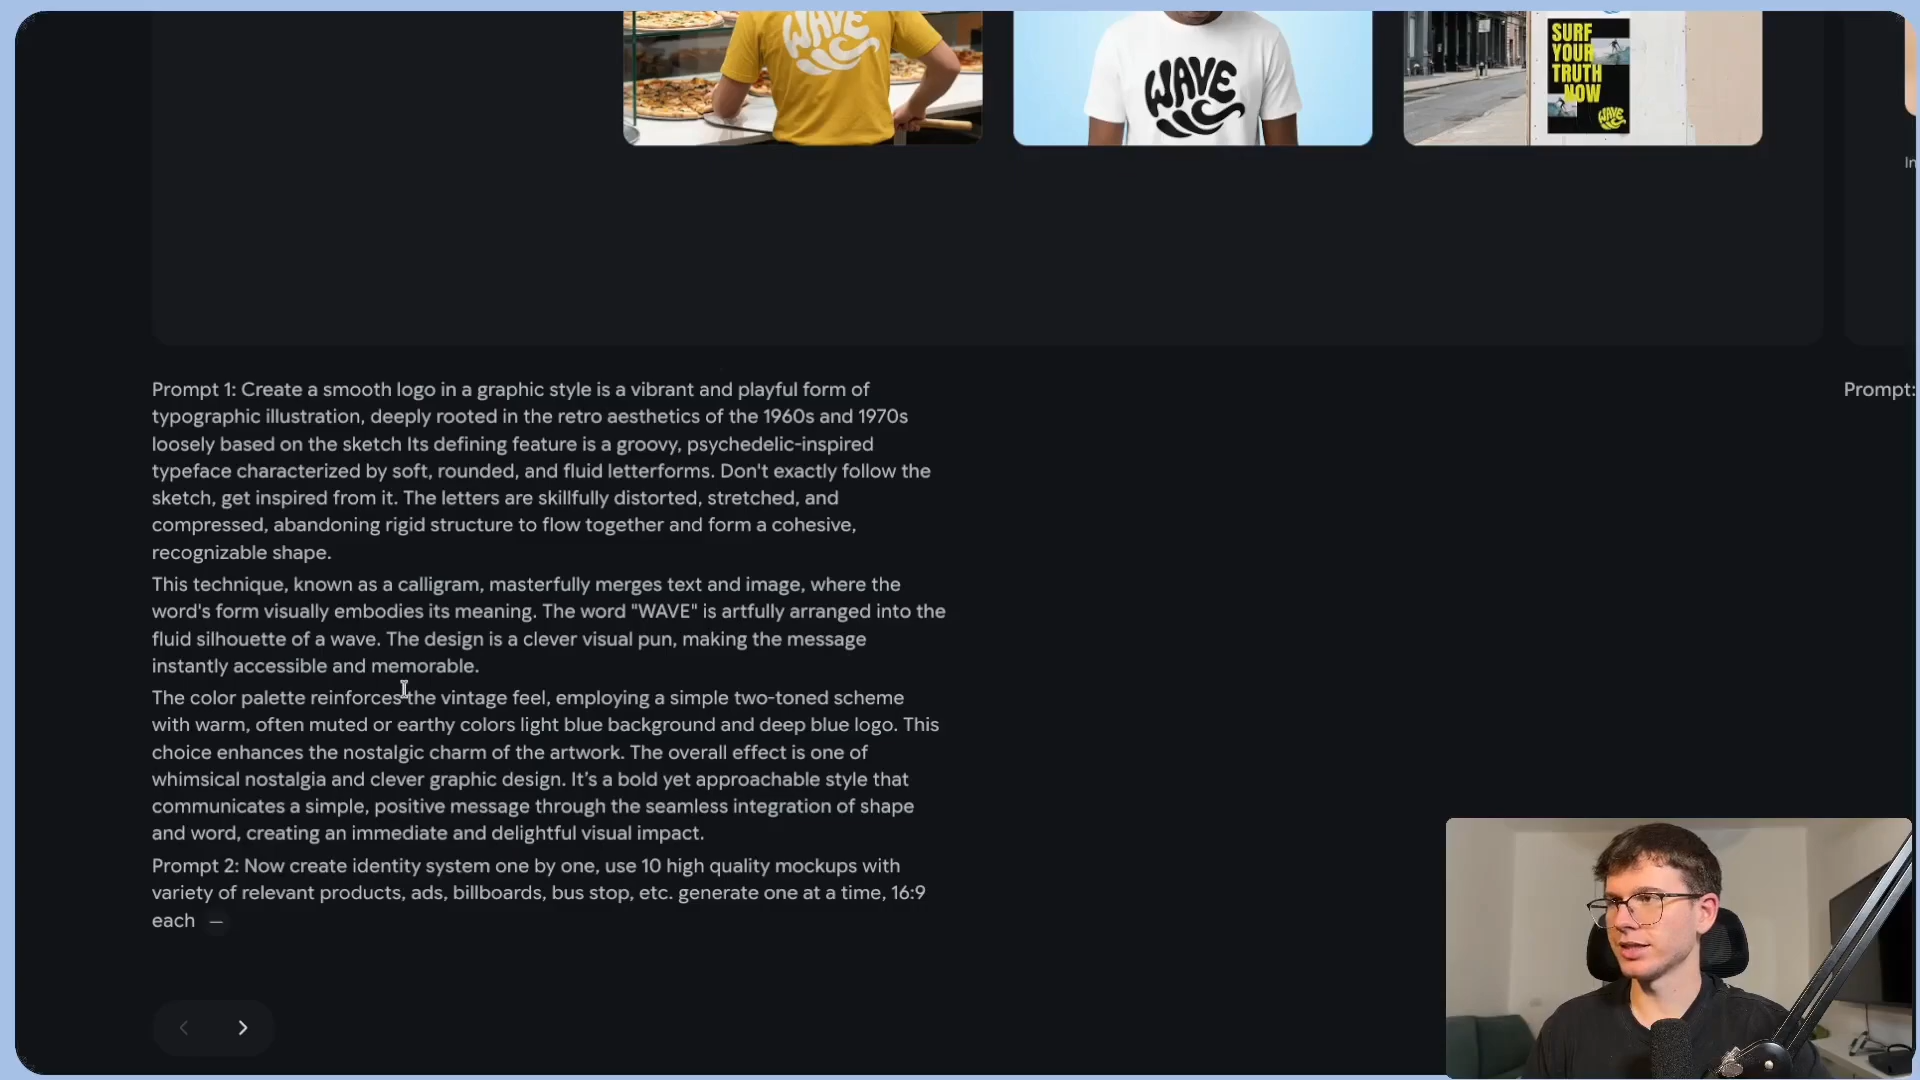 WAVE
WAVE
SURF
YOUR
TRUTH
NOW
WAVE
In
Prompt 1: Create a smooth logo in a graphic style is a vibrant and playful form of
typographic illustration, deeply rooted in the retro aesthetics of the 1960s and 1970s
loosely based on the sketch Its defining feature is a groovy, psychedelic-inspired
typeface characterized by soft, rounded, and fluid letterforms. Don't exactly follow the
sketch, get inspired from it. The letters are skillfully distorted, stretched, and
compressed, abandoning rigid structure to flow together and form a cohesive,
recognizable shape.
This technique, known as a calligram, masterfully merges text and image, where the
word's form visually embodies its meaning. The word "WAVE" is artfully arranged into the
fluid silhouette of a wave. The design is a clever visual pun, making the message
instantly accessible and memorable.
The color palette reinforces the vintage feel, employing a simple two-toned scheme
with warm, often muted or earthy colors light blue background and deep blue logo. This
choice enhances the nostalgic charm of the artwork. The overall effect is one of
whimsical nostalgia and clever graphic design. It's a bold yet approachable style that
communicates a simple, positive message through the seamless integration of shape
and word, creating an immediate and delightful visual impact.
Prompt 2: Now create identity system one by one, use 10 high quality mockups with
variety of relevant products, ads, billboards, bus stop, etc. generate one at a time, 16:9
each
Prompt: